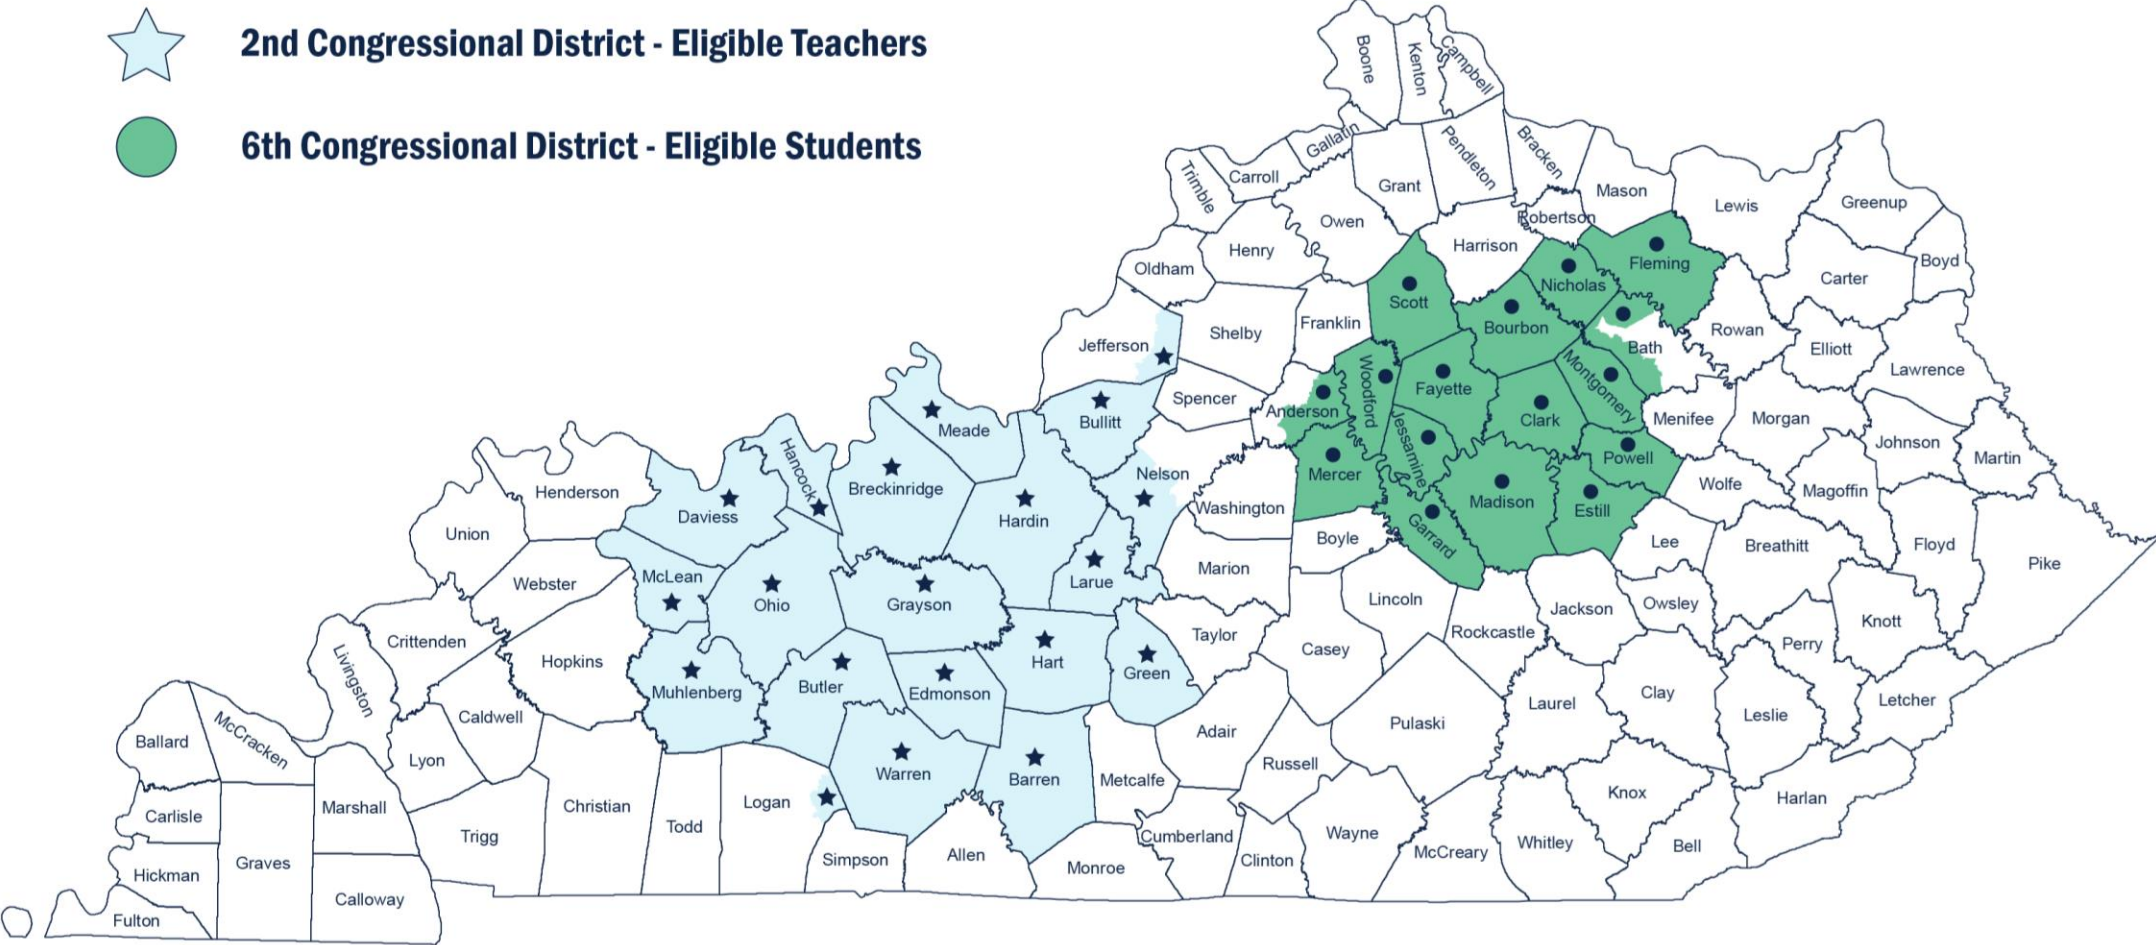 2nd Congressional District - Eligible Teachers
6th Congressional District - Eligible Students
Boone
Kenton
Campbell
Gallatin
Pendleton
Bracken
Trimble
Carroll
Grant
Mason
Lewis
Greenup
Owen
Robertson
Henry
Harrison
Oldham
Fleming
Boyd
Carter
Nicholas
Scott
Franklin
Bourbon
Shelby
Jefferson
Rowan
Bath
Elliott
Lawrence
Woodford
Fayette
Montgomery
Spencer
Anderson
Clark
Menifee
Morgan
Meade
Bullitt
Jessamine
Johnson
Martin
Hancock
Nelson
Mercer
Powell
Breckinridge
Henderson
Wolfe
Magoffin
Daviess
Hardin
Washington
Madison
Estill
Union
Boyle
Garrard
Lee
Breathitt
Floyd
Pike
McLean
Webster
Larue
Marion
Ohio
Grayson
Lincoln
Jackson
Owsley
Knott
Crittenden
Taylor
Rockcastle
Perry
Hopkins
Hart
Casey
Livingston
Green
Muhlenberg
Butler
Edmonson
Laurel
Clay
Letcher
Caldwell
Leslie
McCracken
Ballard
Adair
Pulaski
Lyon
Warren
Barren
Metcalfe
Russell
Knox
Harlan
Marshall
Christian
Logan
Carlisle
Todd
Trigg
Cumberland
Wayne
Whitley
Bell
Graves
Simpson
Allen
Monroe
Clinton
McCreary
Hickman
Calloway
Fulton